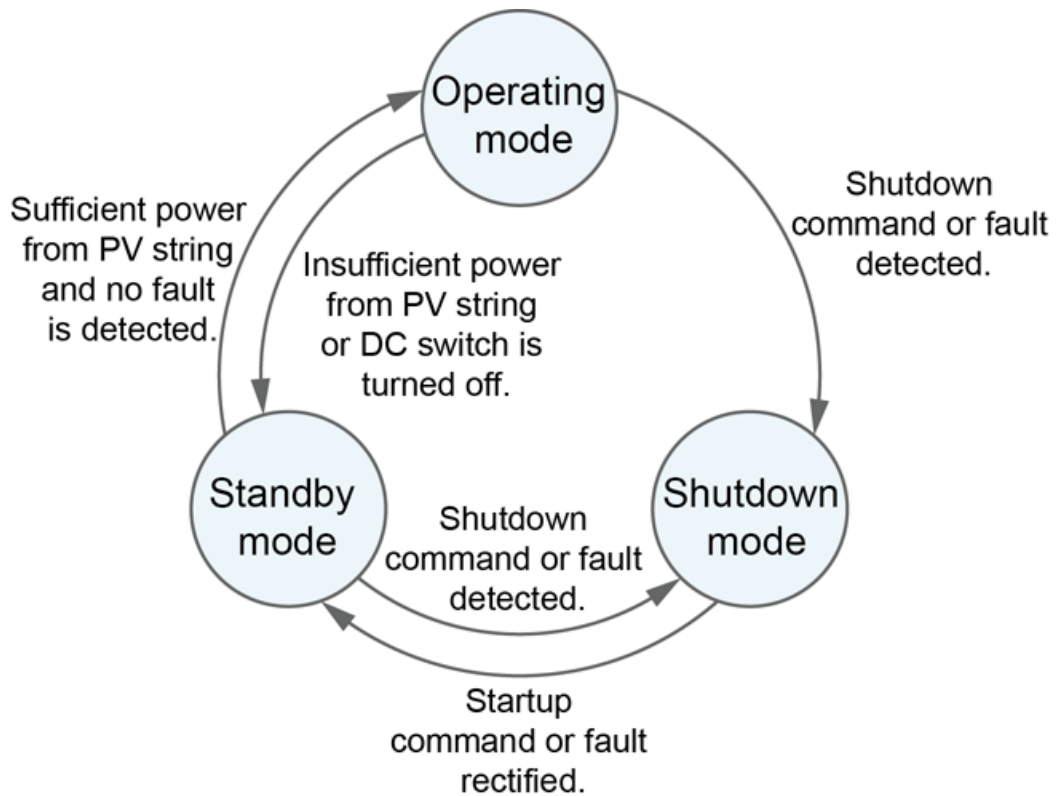 Operating
mode
Shutdown
command or fault
detected.
Sufficient power
from PV string
and no fault
is detected.
Insufficient power
from PV string
or DC switch is
turned off.
Standby
mode
Shutdown
command or fault
detected.
Shutdown
mode
Startup
command or fault
rectified.